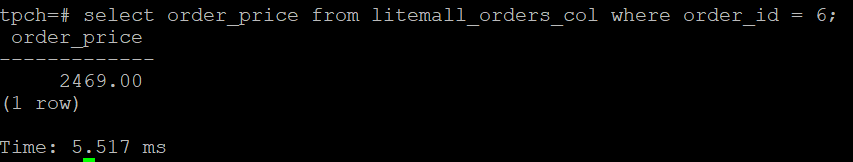 tpch=# select order_price from litemall_orders_col where order_id = 6;
order_price
-------------
2469.00
(1 row)
Time: 5.517 ms